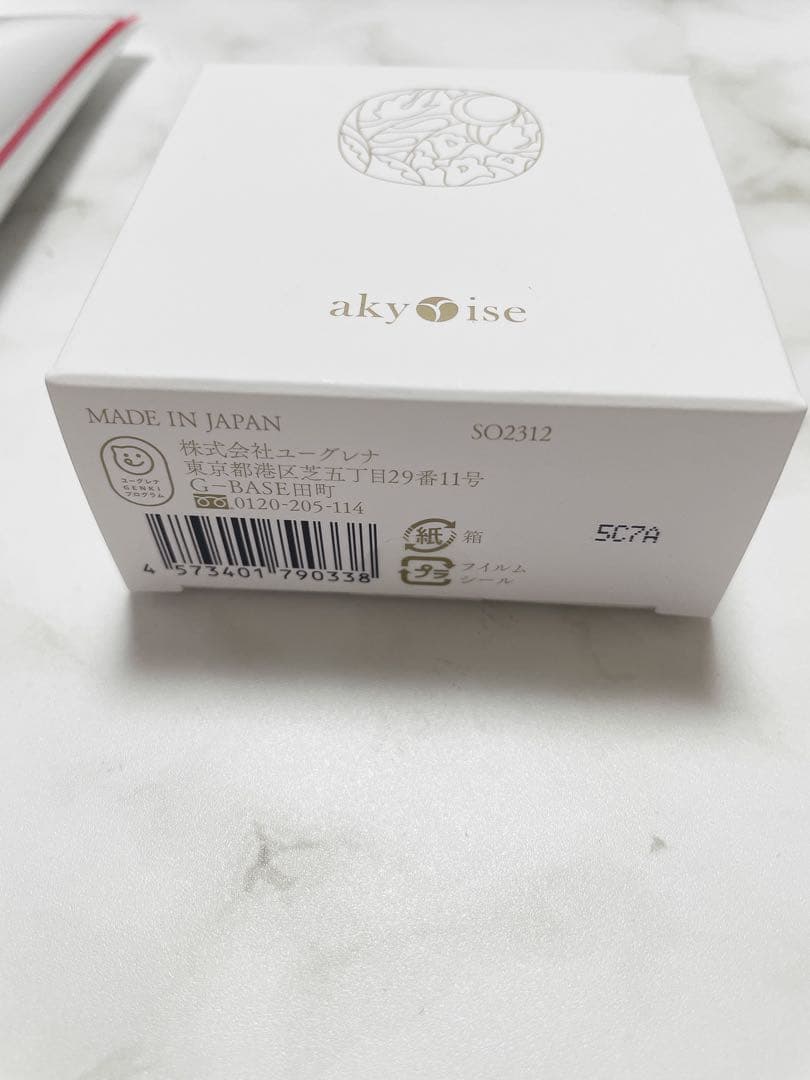 akyrise
MADE IN JAPAN
SO2312
株式会社ユーグレナ
東京都港区芝五丁目29番11号
G-BASE田町
0120-205-114
ユーグレナ
GENKI
プログラム
4 573401 790338
紙 箱
プラ フイルム
シール
5C7A